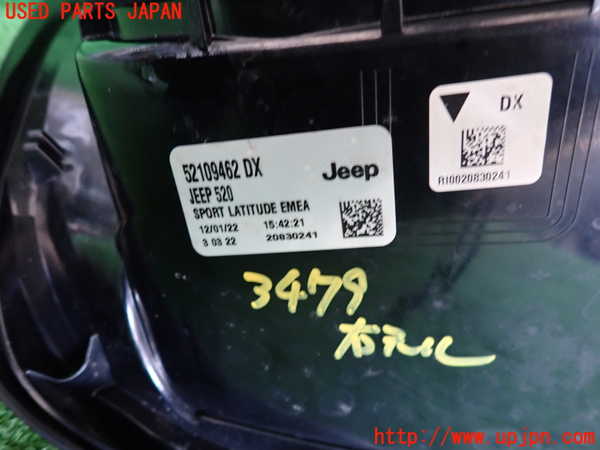 USED PARTS JAPAN
52109462 DX
Jeep
JEEP 520
SPORT LATITUDE EMEA
12/01/22 15:42:21
3 03 22 20830241
DX
RI0020830241
3479
右テール
http://www.upjpn.com/